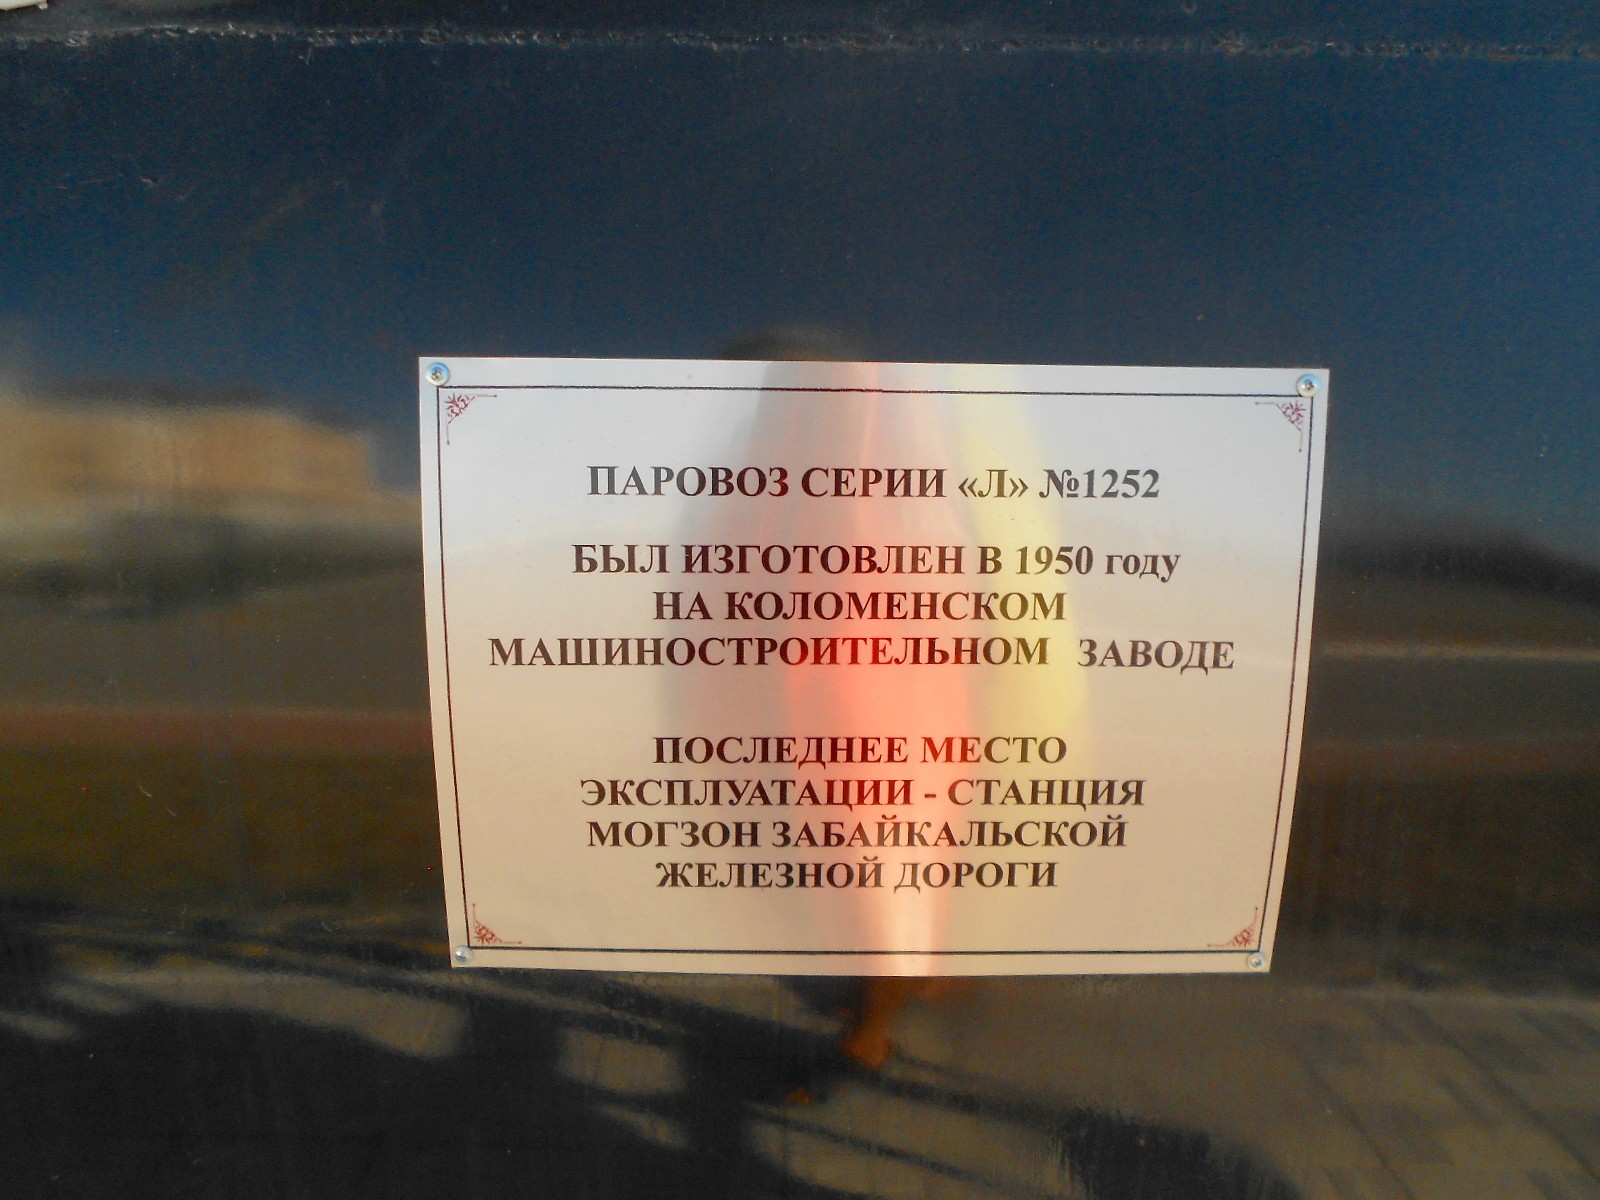 ПАРОВОЗ СЕРИИ «Л» №1252
БЫЛ ИЗГОТОВЛЕН В 1950 году
НА КОЛОМЕНСКОМ
МАШИНОСТРОИТЕЛЬНОМ ЗАВОДЕ
ПОСЛЕДНЕЕ МЕСТО
ЭКСПЛУАТАЦИИ - СТАНЦИЯ
МОГЗОН ЗАБАЙКАЛЬСКОЙ
ЖЕЛЕЗНОЙ ДОРОГИ